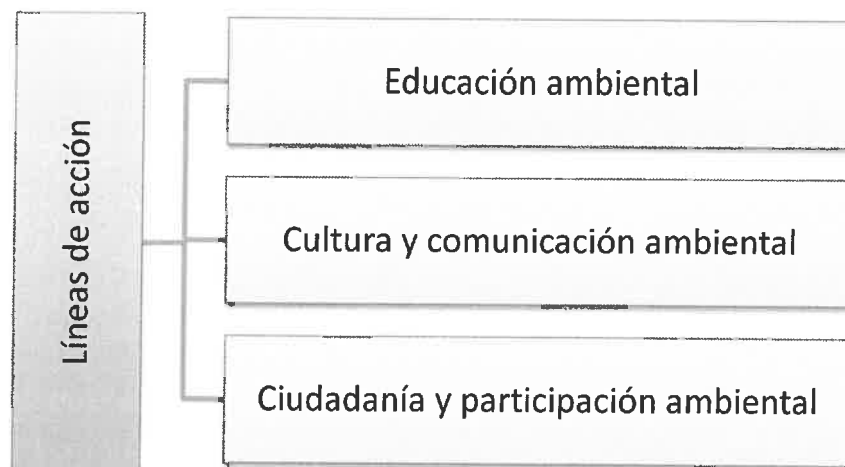 Líneas de acción
Educación ambiental
Cultura y comunicación ambiental
Ciudadanía y participación ambiental